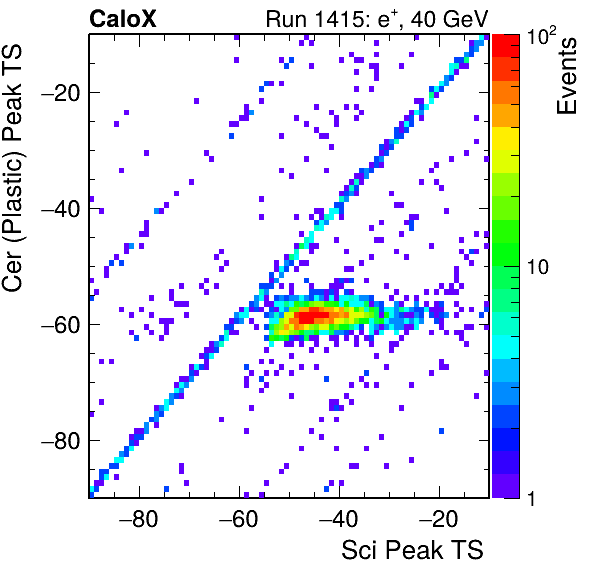 CaloX
Run 1415: e⁺, 40 GeV
Cer (Plastic) Peak TS
−20
−40
−60
−80
−80
−60
−40
−20
Sci Peak TS
10²
10
1
Events